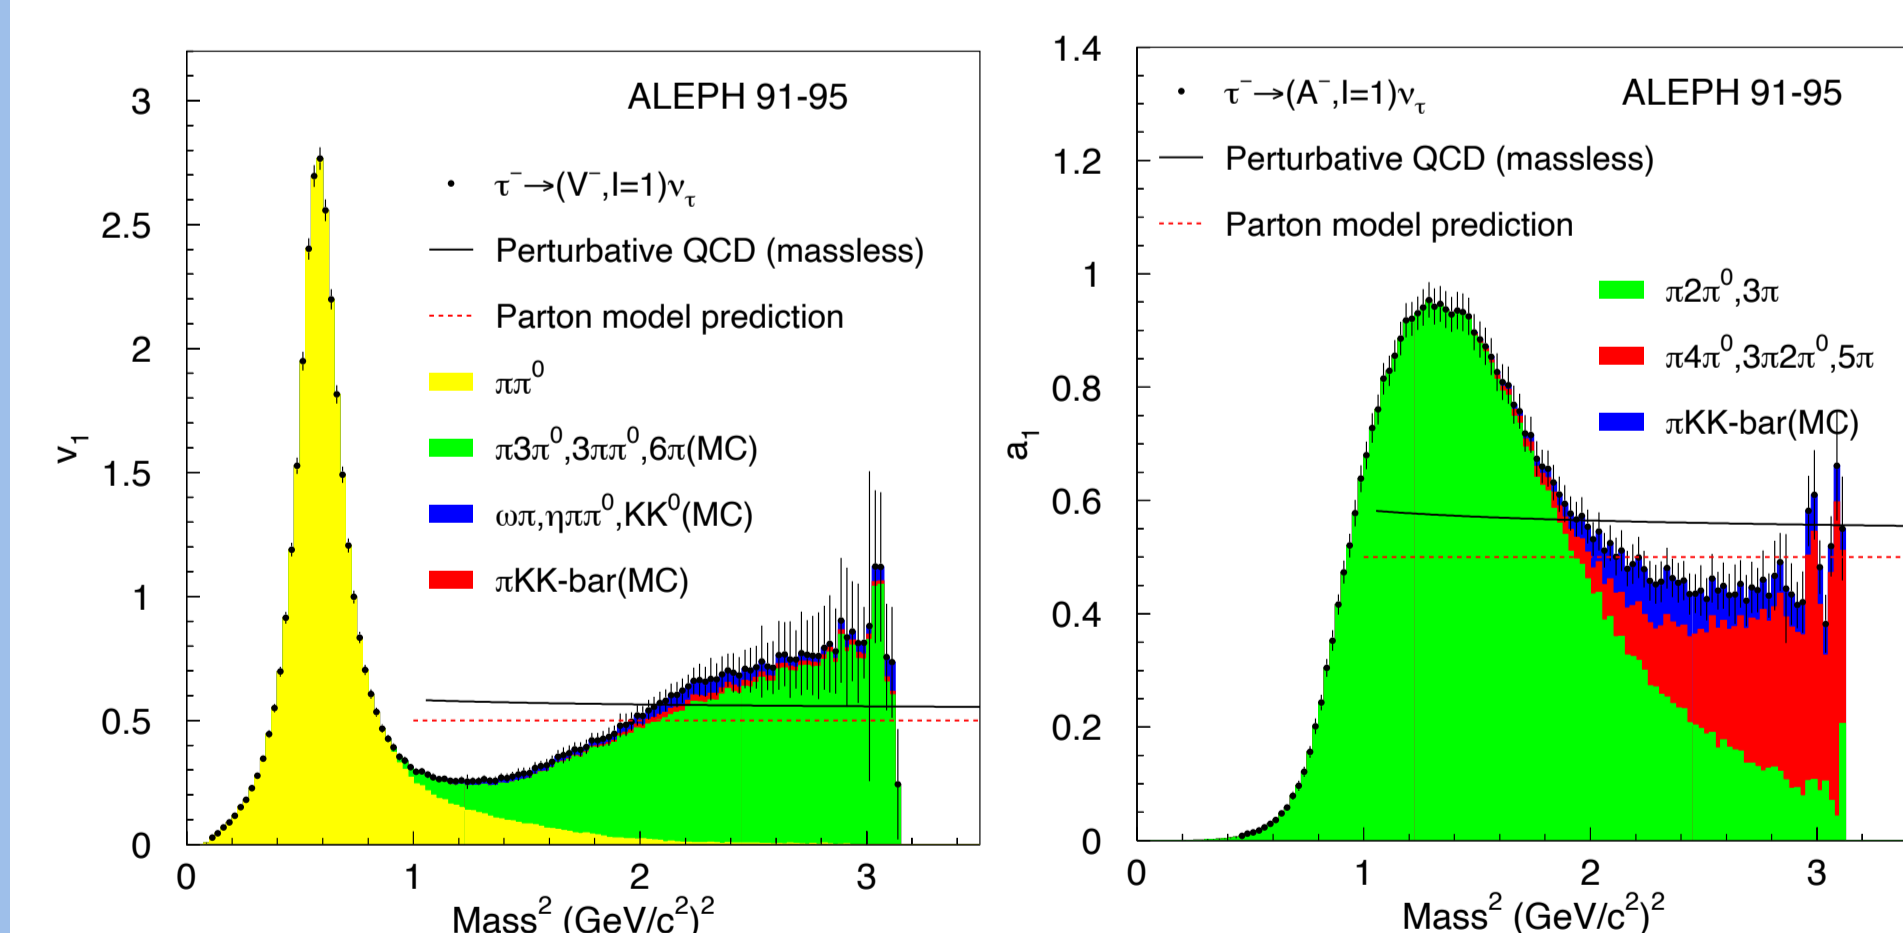 ALEPH 91-95
τ⁻→(V⁻,I=1)ντ
Perturbative QCD (massless)
Parton model prediction
ππ⁰
π3π⁰,3ππ⁰,6π(MC)
ωπ,ηππ⁰,KK⁰(MC)
πKK-bar(MC)
v₁
3
2.5
2
1.5
1
0.5
0
0 1 2 3
Mass² (GeV/c²)²
ALEPH 91-95
τ⁻→(A⁻,I=1)ντ
Perturbative QCD (massless)
Parton model prediction
π2π⁰,3π
π4π⁰,3π2π⁰,5π
πKK-bar(MC)
a₁
1.4
1.2
1
0.8
0.6
0.4
0.2
0
0 1 2 3
Mass² (GeV/c²)²